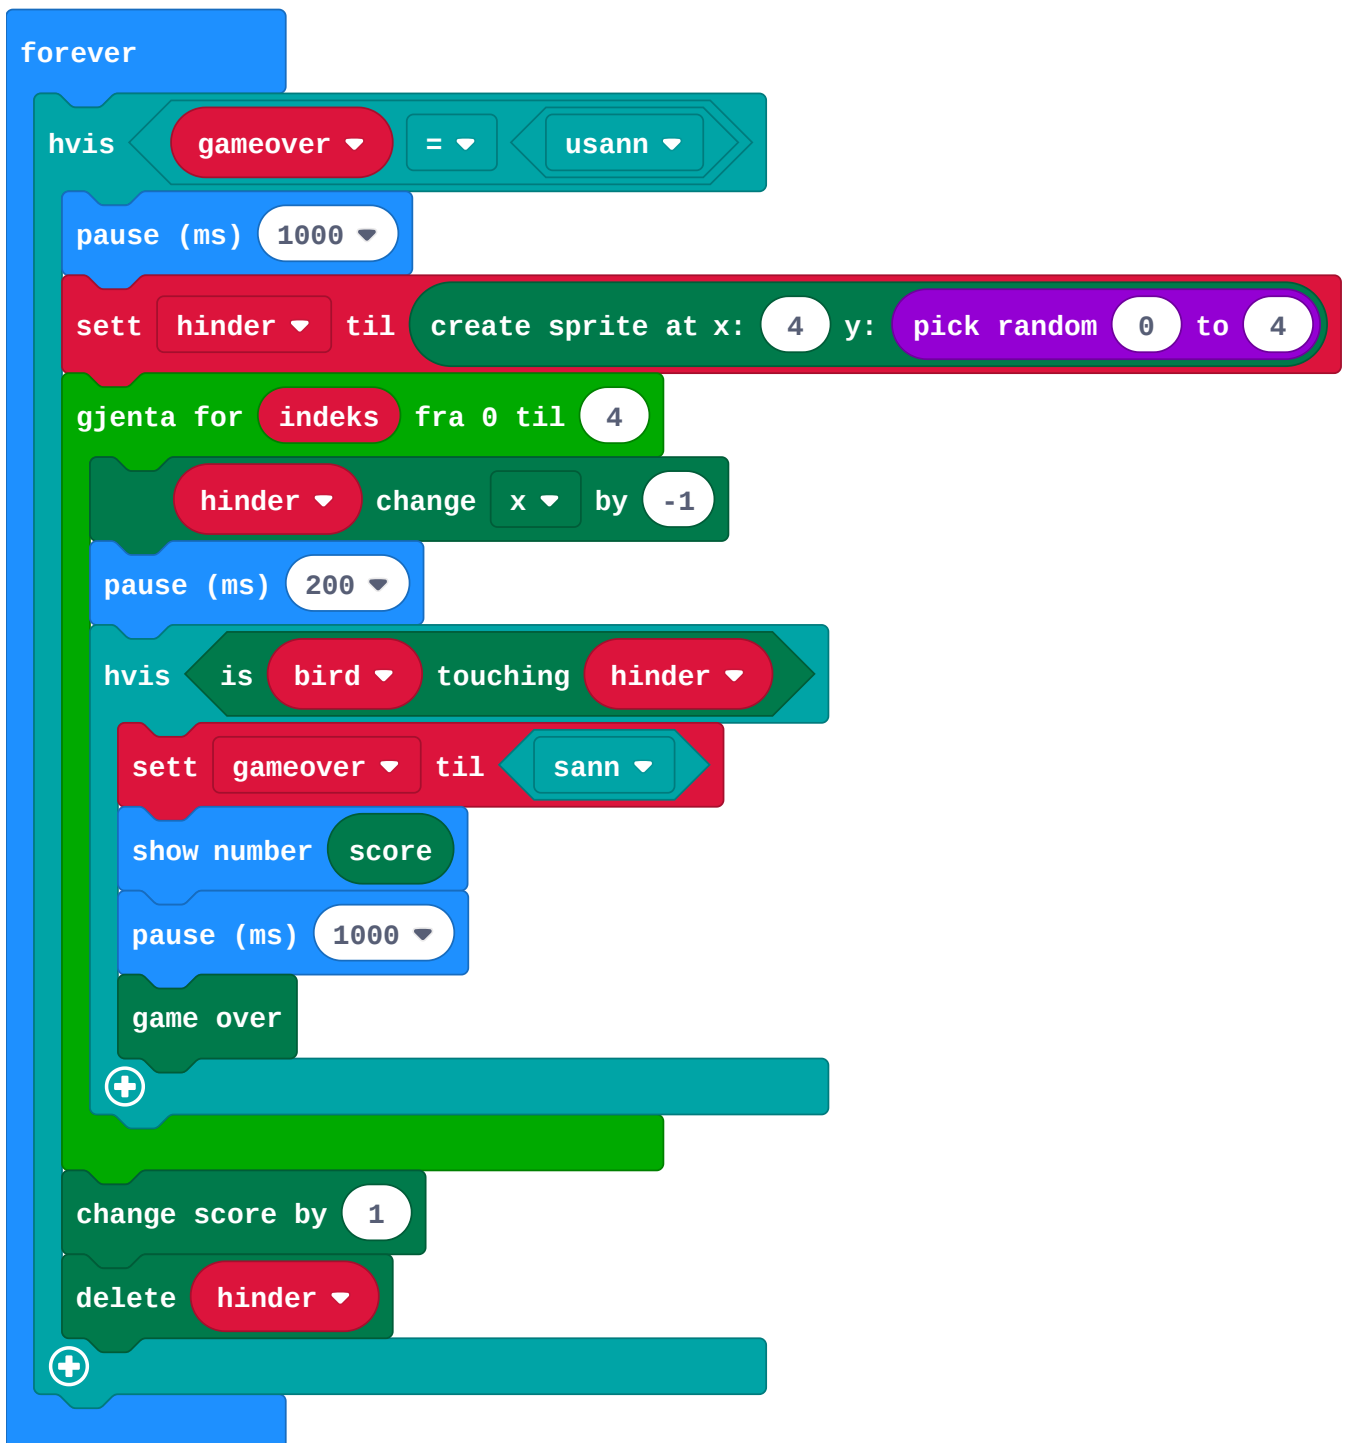 forever
hvis gameover = usann
pause (ms) 1000
sett hinder til create sprite at x: 4 y: pick random 0 to 4
gjenta for indeks fra 0 til 4
hinder change x by -1
pause (ms) 200
hvis is bird touching hinder
sett gameover til sann
show number score
pause (ms) 1000
game over
change score by 1
delete hinder